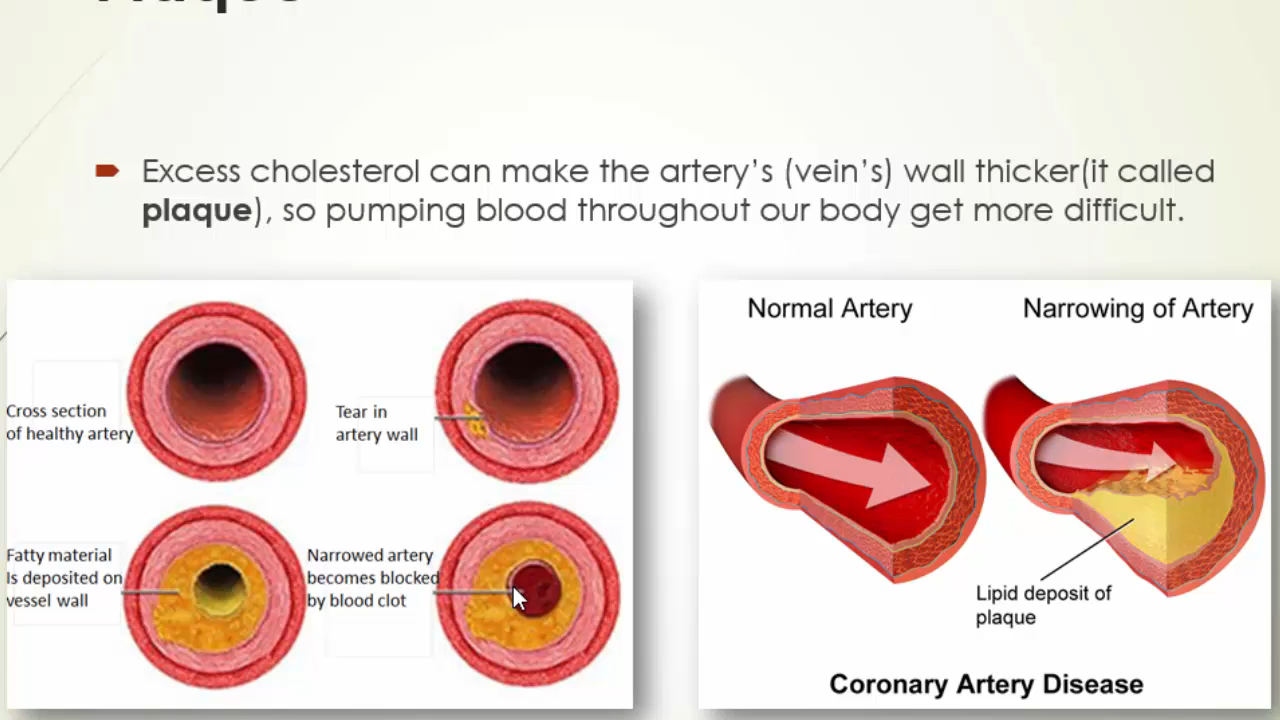 Plaque
Excess cholesterol can make the artery’s (vein’s) wall thicker(it called
plaque), so pumping blood throughout our body get more difficult.
Cross section
of healthy artery
Tear in
artery wall
Fatty material
Is deposited on
vessel wall
Narrowed artery
becomes blocked
by blood clot
Normal Artery
Narrowing of Artery
Lipid deposit of
plaque
Coronary Artery Disease